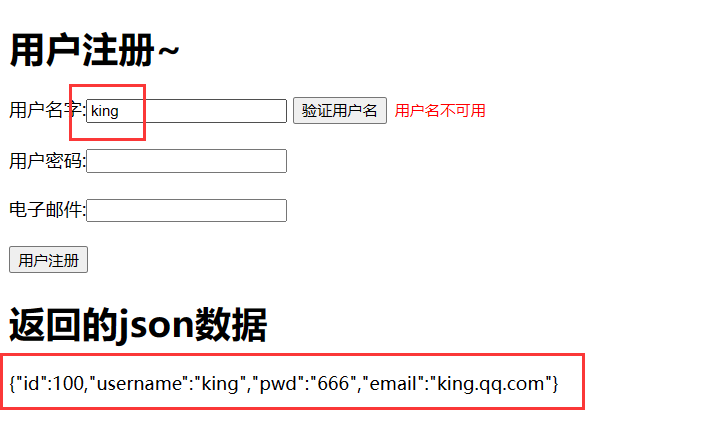 用户注册~
用户名字:king 验证用户名 用户名不可用
用户密码:
电子邮件:
用户注册
返回的json数据
{"id":100,"username":"king","pwd":"666","email":"king.qq.com"}